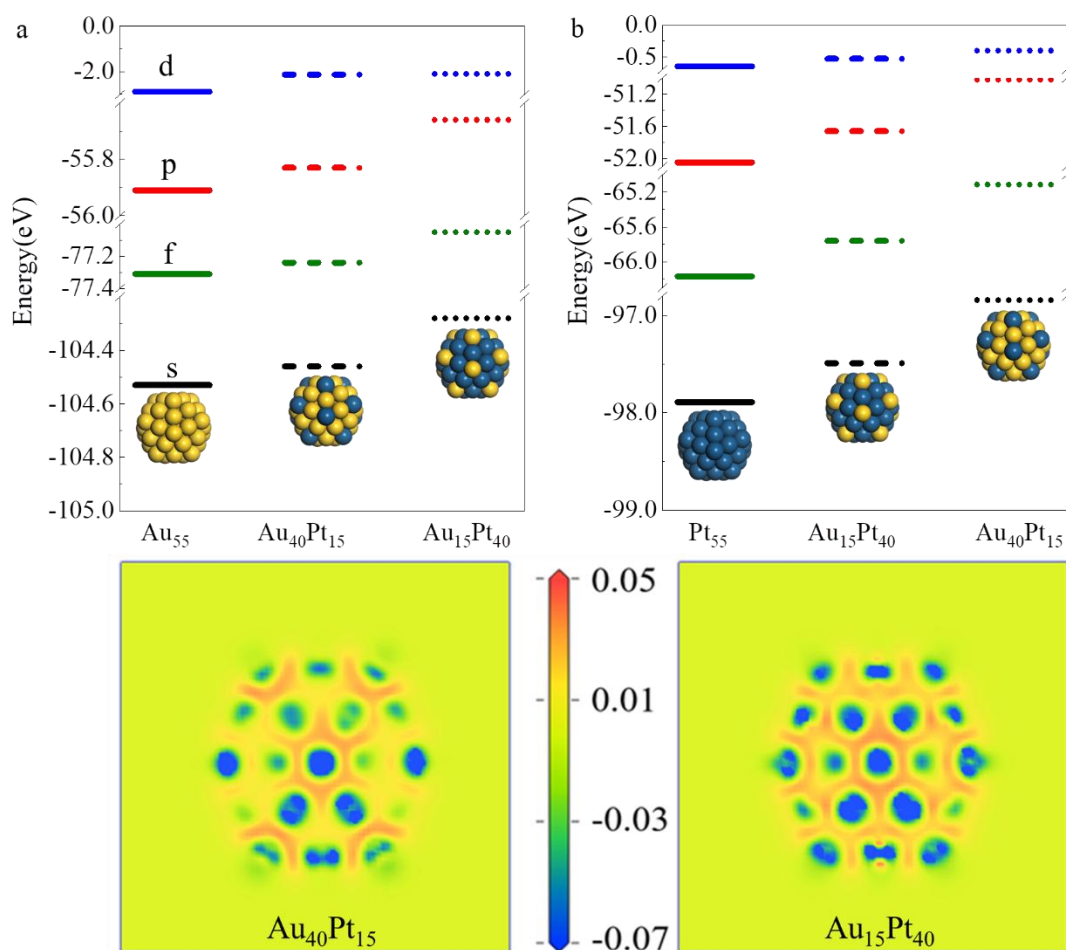 a
0.0
-2.0
-55.8
-56.0
-77.2
-77.4
-104.4
-104.6
-104.8
-105.0
Energy(eV)
d
p
f
s
Au₅₅
Au₄₀Pt₁₅
Au₁₅Pt₄₀
b
0.0
-0.5
-51.2
-51.6
-52.0
-65.2
-65.6
-66.0
-97.0
-98.0
-99.0
Energy(eV)
Pt₅₅
Au₁₅Pt₄₀
Au₄₀Pt₁₅
Au₄₀Pt₁₅
0.05
0.01
-0.03
-0.07
Au₁₅Pt₄₀